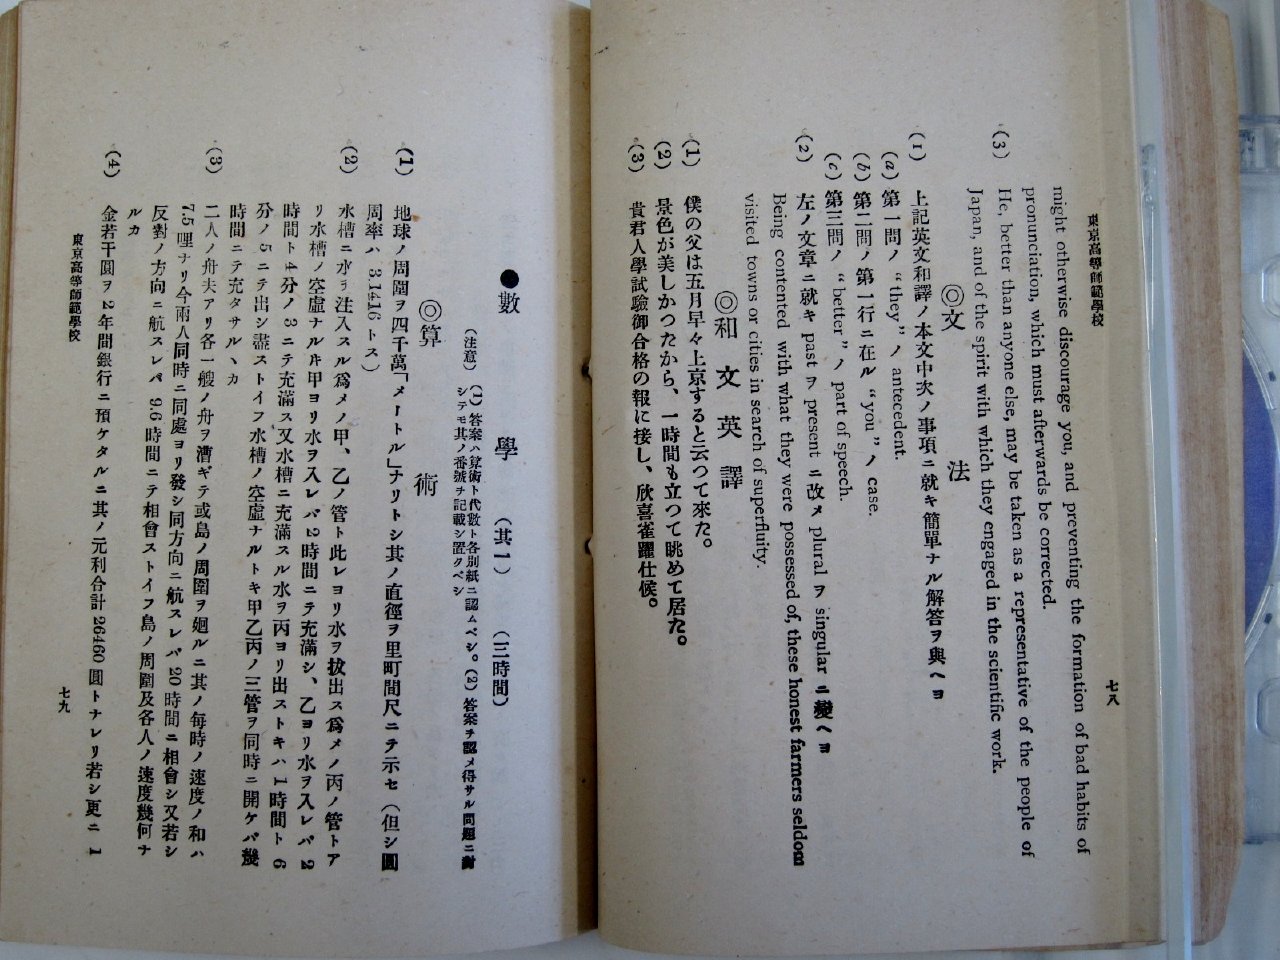 東京高等師範學校
七八
might otherwise discourage you, and preventing the formation of bad habits of
pronunciation, which must afterwards be corrected.
(3) He, better than anyone else, may be taken as a representative of the people of
Japan, and of the spirit with which they engaged in the scientific work.
◎文法
(1) 上記英文和譯ノ本文中次ノ事項ニ就キ簡單ナル解答ヲ與ヘヨ
(a) 第1問ノ "they" ノ antecedent.
(b) 第二問ノ第1行ニ在ル "you" ノ case.
(c) 第三問ノ "better" ノ part of speech.
(2) 左ノ文章ニ就キ past ヲ present ニ改メ plural ヲ singular ニ變ヘヨ
Being contented with what they were possessed of, these honest farmers seldom
visited towns or cities in search of superfluity.
◎和文英譯
(1) 僕の父は五月早々上京すると云つて來た。
(2) 景色が美しかつたから、一時間も立つて眺めて居た。
(3) 貴君入學試驗御合格の報に接し、欣喜雀躍仕候。
●數學 (其一) (三時間)
(注意) (1) 答案ハ算術ト代數ト各別紙ニ認ムベシ。(2) 答案ヲ認メ得サル問題ニ對
シテモ其ノ番號ヲ記載シ置クベシ
◎算術
(1) 地球ノ周圍ヲ四千萬「メートル」ナリトシ其ノ直徑ヲ里町間尺ニテ示セ (但シ圓
周率ハ 3.1416 トス)
(2) 水槽ニ水ヲ注入スル爲メノ甲、乙ノ管ト此レヨリ水ヲ拔出ス爲メノ丙ノ管トア
リ水槽ノ空虛ナルキ甲ヨリ水ヲ入レバ 2 時間ニテ充滿シ、乙ヨリ水ヲ入レバ 2
時間ト 4 分ノ 3 ニテ充滿ス又水槽ニ充滿スル水ヲ丙ヨリ出ストキハ 1 時間ト 6
分ノ 5 ニテ出シ盡ストイフ水槽ノ空虛ナルトキ甲乙丙ノ三管ヲ同時ニ開ケバ幾
時間ニテ充タサルヽカ
(3) 二人ノ舟夫アリ各一艘ノ舟ヲ漕ギテ或島ノ周圍ヲ廻ルニ其ノ每時ノ速度ノ和ハ
7.5 哩ナリ今兩人同時ニ同處ヨリ發シ同方向ニ航スレバ 20 時間ニ相會シ又若シ
反對ノ方向ニ航スレバ 9.6 時間ニテ相會ストイフ島ノ周圍及各人ノ速度幾何ナ
ルカ
(4) 金若干圓ヲ 2 年間銀行ニ預ケタルニ其ノ元利合計 26460 圓トナレリ若シ更ニ 1
東京高等師範學校
七九